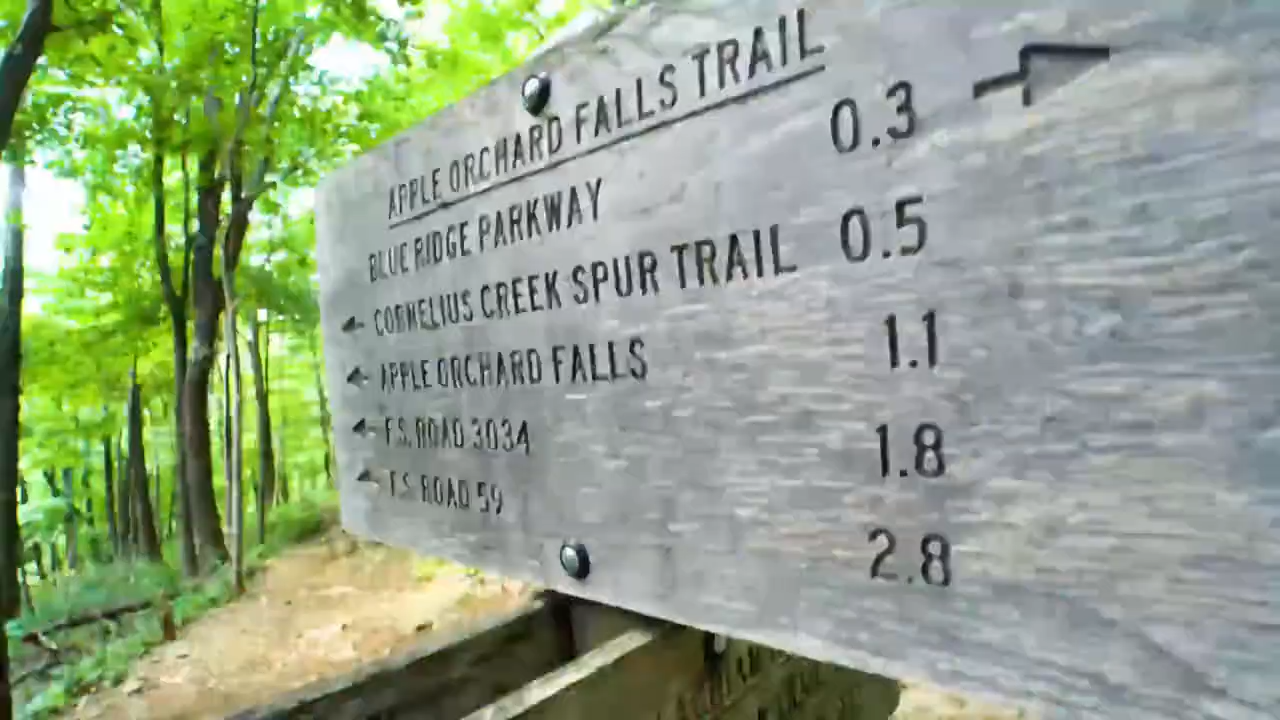 APPLE ORCHARD FALLS TRAIL
BLUE RIDGE PARKWAY 0.3
CORNELIUS CREEK SPUR TRAIL 0.5
APPLE ORCHARD FALLS 1.1
F.S. ROAD 3034 1.8
F.S. ROAD 59 2.8